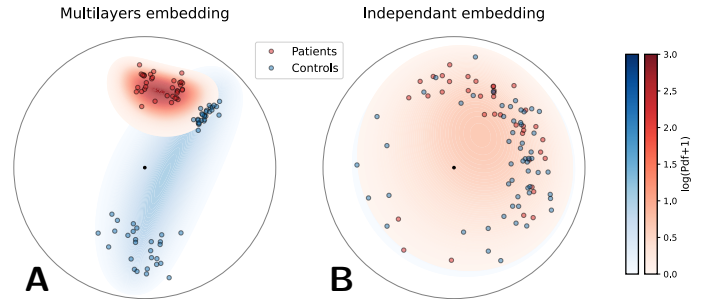 Multilayers embedding
Independant embedding
Patients
Controls
3.0
2.5
2.0
1.5
1.0
0.5
0.0
log(Pdf+1)
A
B